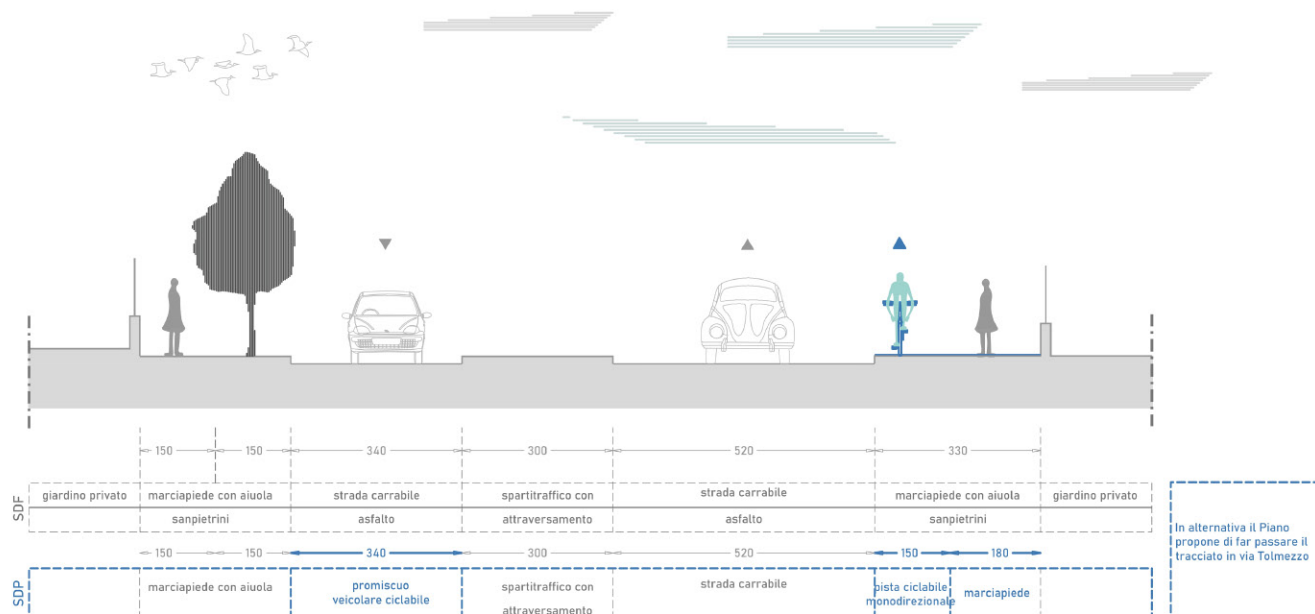 150 150 340 300 520 330
SDF
giardino privato marciapiede con aiuola strada carrabile spartitraffico con strada carrabile marciapiede con aiuola giardino privato
sanpietrini asfalto attraversamento asfalto sanpietrini
150 150 340 300 520 150 180
SDP
marciapiede con aiuola promiscuo spartitraffico con strada carrabile pista ciclabile marciapiede
veicolare ciclabile attraversamento monodirezionale
In alternativa il Piano
propone di far passare il
tracciato in via Tolmezzo